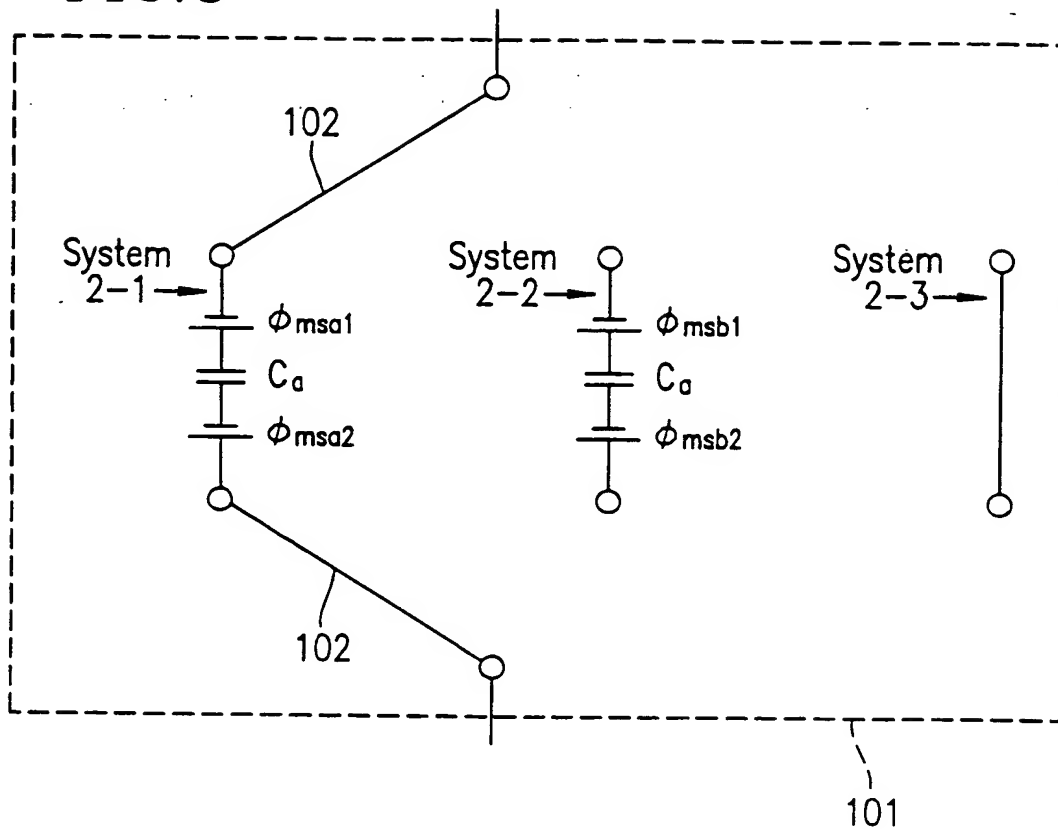 102
System
2-1
ϕmsa1
Ca
ϕmsa2
System
2-2
ϕmsb1
Ca
ϕmsb2
System
2-3
102
101